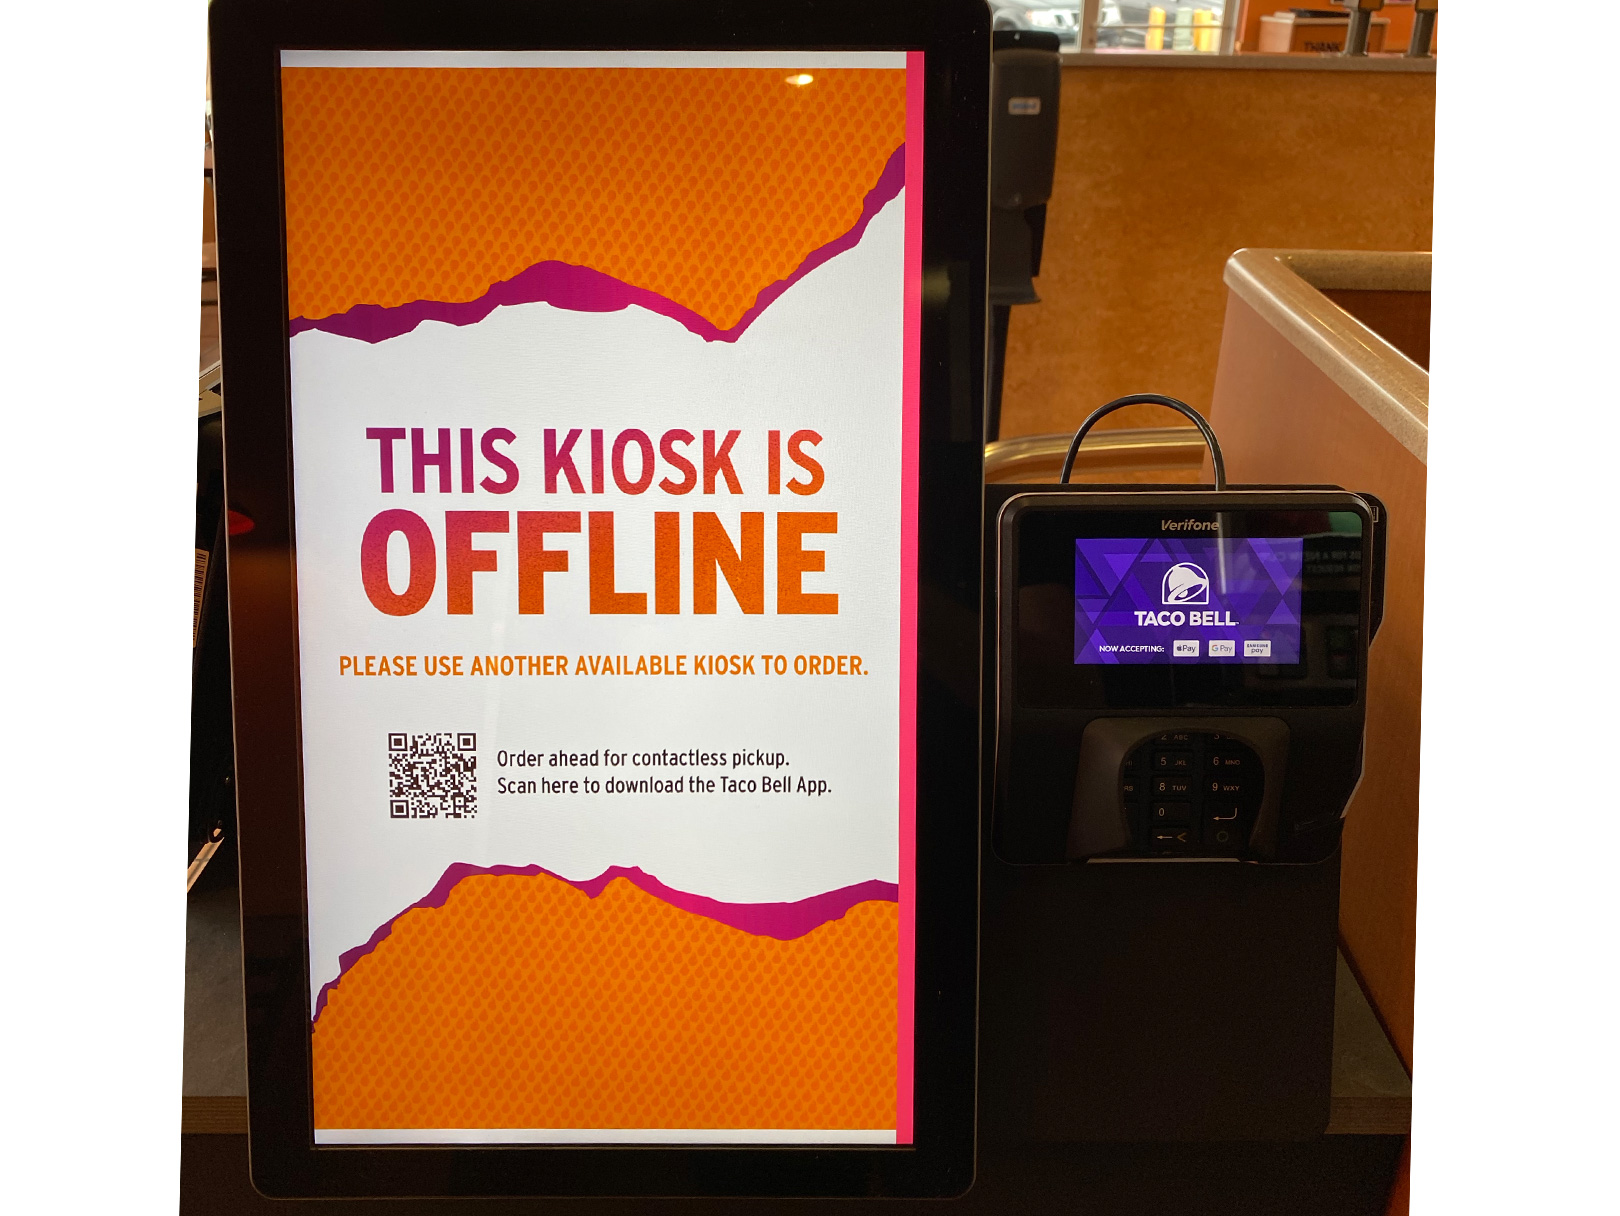 THANK
THIS KIOSK IS
OFFLINE
PLEASE USE ANOTHER AVAILABLE KIOSK TO ORDER.
Order ahead for contactless pickup.
Scan here to download the Taco Bell App.
Verifone
TACO BELL
NOW ACCEPTING: Pay G Pay SAMSUNG pay
2 ABC 3
5 JKL 6 MNO
8 TUV 9 WXY
0